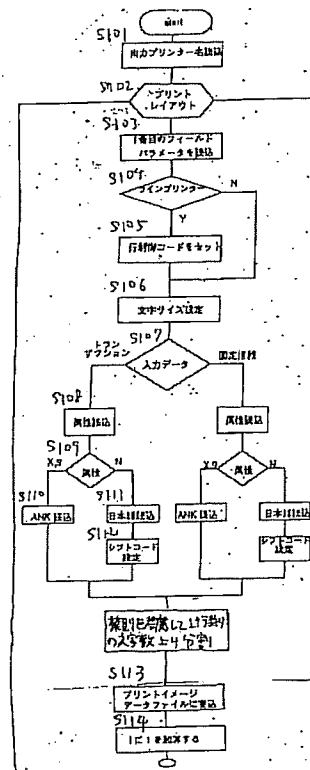 start
S101
出力プリンター名読込
S102
プリント
レイアウト
S103
I番目のフィールド
パラメータを読込
S104
ラインプリンター
N
Y
S105
行制御コードをセット
S106
文字サイズ設定
S107
トラン
ザクション
入力データ
固定情報
S108
属性読込
属性読込
S109
X,9
属性
N
X,9
属性
N
S110
ANK 読込
S111
日本語読込
ANK 読込
日本語読込
S112
シフトコード
設定
シフトコード
設定
S113
プリントイメージ
データファイルに書込
S114
Iに1を加算する